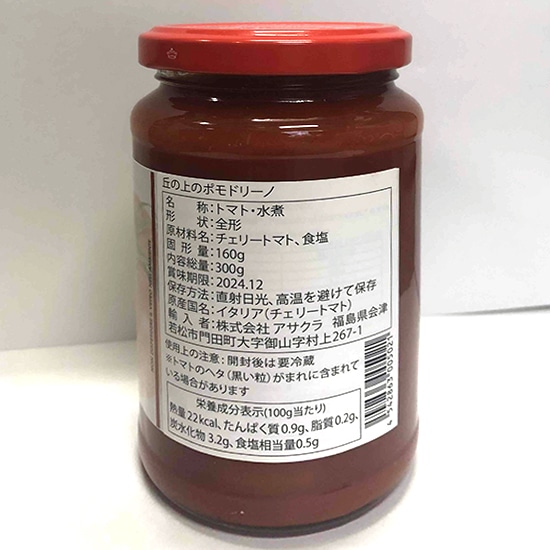 丘の上のポモドリーノ
名　　　称：トマト・水煮
形　　　状：全形
原材料名：チェリートマト、食塩
固 形 量：160g
内容総量：300g
賞味期限：2024.12
保存方法：直射日光、高温を避けて保存
原産国名：イタリア（チェリートマト）
輸 入 者：株式会社 アサクラ　福島県会津
若松市門田町大字御山字村上267-1
使用上の注意：開封後は要冷蔵
※トマトのヘタ（黒い粒）がまれに含まれて
いる場合があります
栄養成分表示（100g当たり）
熱量22kcal、たんぱく質0.9g、脂質0.2g、
炭水化物 3.2g、食塩相当量0.5g